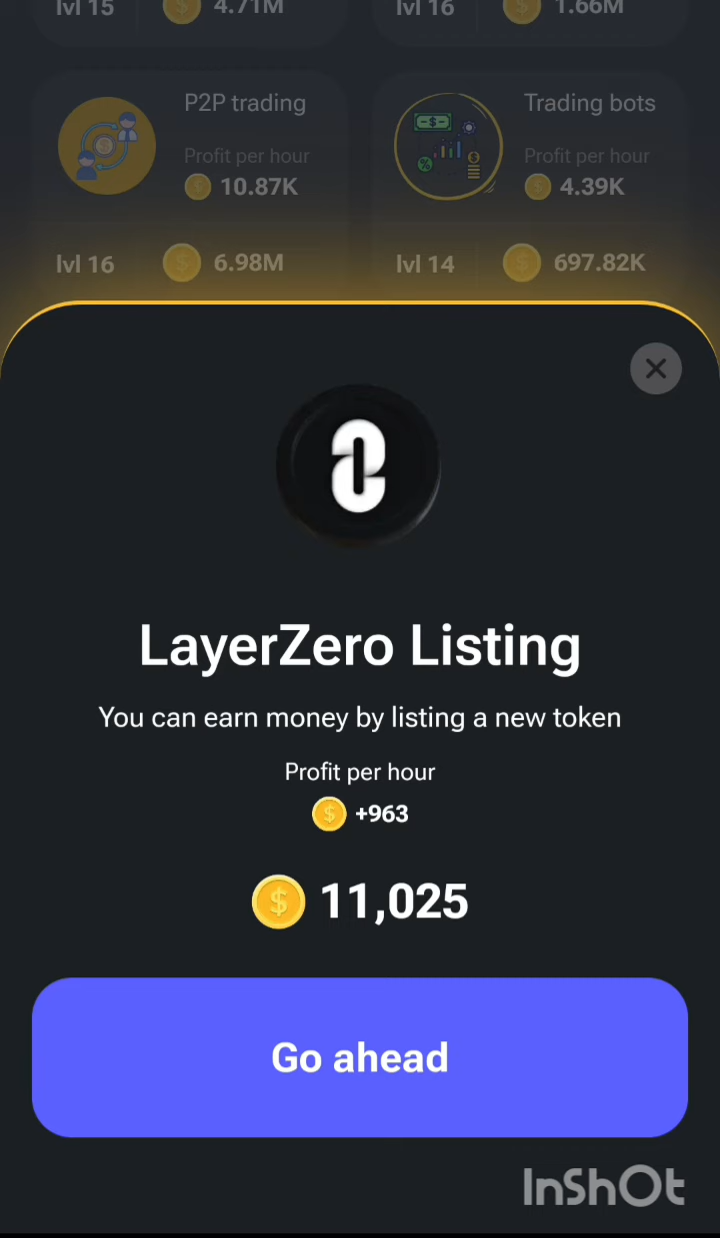 lvl 15 4.71M lvl 16 1.66M
P2P trading Trading bots
Profit per hour Profit per hour
10.87K 4.39K
lvl 16 6.98M lvl 14 697.82K
LayerZero Listing
You can earn money by listing a new token
Profit per hour
+963
11,025
Go ahead
InShOt